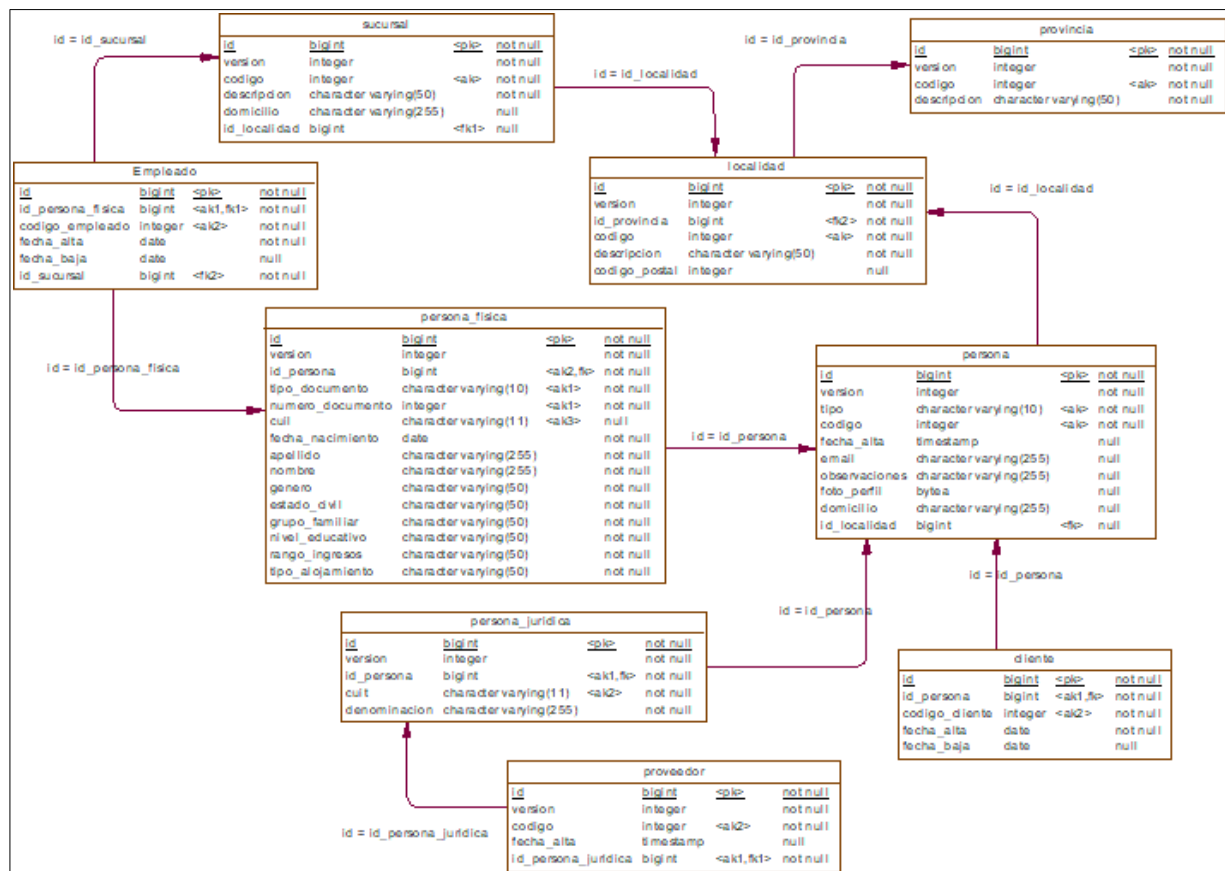 sucursal
id bigint <pk> not null
version integer not null
codigo integer <ak> not null
descripcion character varying(50) not null
domicilio character varying(255) null
id_localidad bigint <fk1> null
id = id_sucursal
id = id_localidad
id = id_provincia
provincia
id bigint <pk> not null
version integer not null
codigo integer <ak> not null
descripcion character varying(50) not null
Empleado
id bigint <pk> not null
id_persona_fisica bigint <ak1,fk1> not null
codigo_empleado integer <ak2> not null
fecha_alta date not null
fecha_baja date null
id_sucursal bigint <fk2> not null
localidad
id bigint <pk> not null
version integer not null
id_provincia bigint <fk2> not null
codigo integer <ak> not null
descripcion character varying(50) not null
codigo_postal integer null
id = id_localidad
id = id_persona_fisica
persona_fisica
id bigint <pk> not null
version integer not null
id_persona bigint <ak2,fk> not null
tipo_documento character varying(10) <ak1> not null
numero_documento integer <ak1> not null
cuil character varying(11) <ak3> null
fecha_nacimiento date not null
apellido character varying(255) not null
nombre character varying(255) not null
genero character varying(50) not null
estado_civil character varying(50) not null
grupo_familiar character varying(50) not null
nivel_educativo character varying(50) not null
rango_ingresos character varying(50) not null
tipo_alojamiento character varying(50) not null
id = id_persona
persona
id bigint <pk> not null
version integer not null
tipo character varying(10) <ak> not null
codigo integer <ak> not null
fecha_alta timestamp null
email character varying(255) null
observaciones character varying(255) null
foto_perfil bytea null
domicilio character varying(255) null
id_localidad bigint <fk> null
id = id_persona
id = id_persona
persona_juridica
id bigint <pk> not null
version integer not null
id_persona bigint <ak1,fk> not null
cuit character varying(11) <ak2> not null
denominacion character varying(255) not null
cliente
id bigint <pk> not null
id_persona bigint <ak1,fk> not null
codigo_cliente integer <ak2> not null
fecha_alta date not null
fecha_baja date null
id = id_persona_juridica
proveedor
id bigint <pk> not null
version integer not null
codigo integer <ak2> not null
fecha_alta timestamp null
id_persona_juridica bigint <ak1,fk1> not null